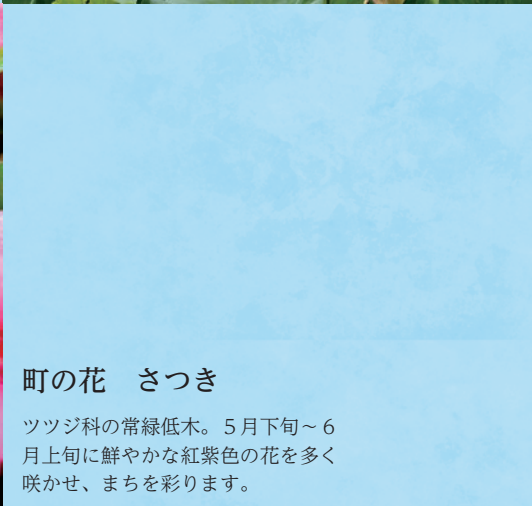 町の花　さつき
ツツジ科の常緑低木。５月下旬～６
月上旬に鮮やかな紅紫色の花を多く
咲かせ、まちを彩ります。